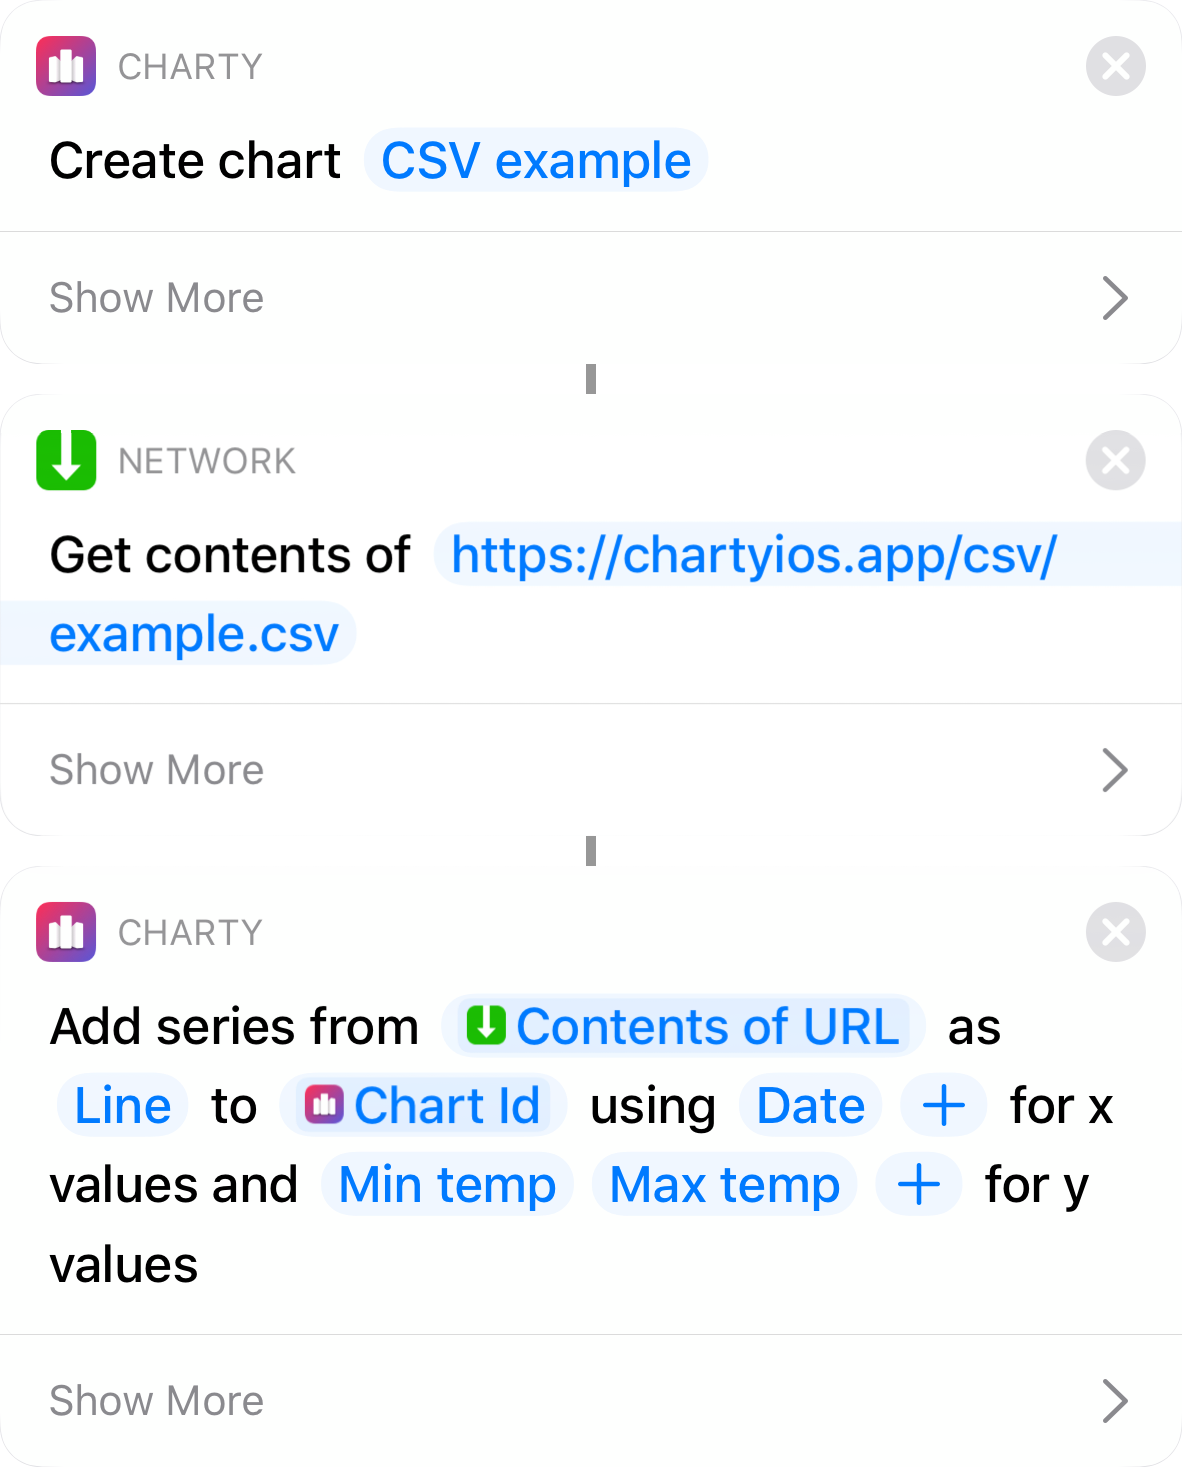 CHARTY
Create chart CSV example
Show More
NETWORK
Get contents of https://chartyios.app/csv/
example.csv
Show More
CHARTY
Add series from Contents of URL as
Line to Chart Id using Date + for x
values and Min temp Max temp + for y
values
Show More